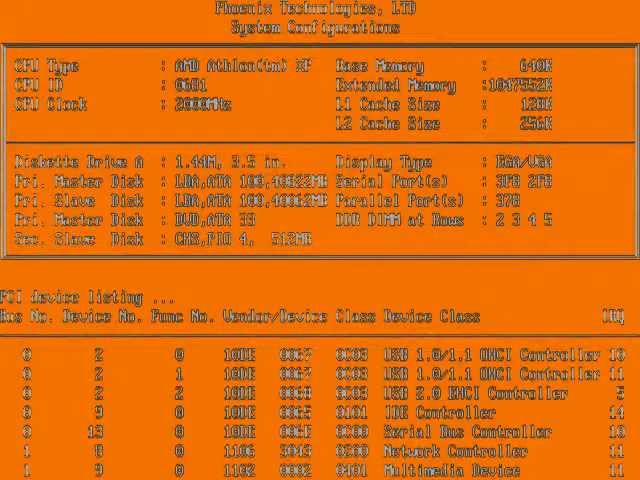 Phoenix Technologies, LTD
System Configurations
CPU Type : AMD Athlon(tm) XP Base Memory : 640K
CPU ID : 0681 Extended Memory :1047552K
CPU Clock : 2000MHz L1 Cache Size : 128K
L2 Cache Size : 256K
Diskette Drive A : 1.44M, 3.5 in. Display Type : EGA/VGA
Pri. Master Disk : LBA,ATA 100,40822MB Serial Port(s) : 3F8 2F8
Pri. Slave Disk : LBA,ATA 100,40062MB Parallel Port(s) : 378
Pri. Master Disk : DVD,ATA 33 DDR DIMM at Rows : 2 3 4 5
Sec. Slave Disk : CHS,PIO 4, 512MB
PCI device listing ...
Bus No. Device No. Func No. Vendor/Device Class Device Class IRQ
0 2 0 10DE 0067 0C03 USB 1.0/1.1 OHCI Controller 10
0 2 1 10DE 0067 0C03 USB 1.0/1.1 OHCI Controller 11
0 2 2 10DE 0068 0C03 USB 2.0 EHCI Controller 5
0 9 0 10DE 0065 0101 IDE Controller 14
0 13 0 10DE 006E 0C00 Serial Bus Controller 10
1 8 0 1106 3043 0200 Network Controller 11
1 9 0 1102 0002 0401 Multimedia Device 11